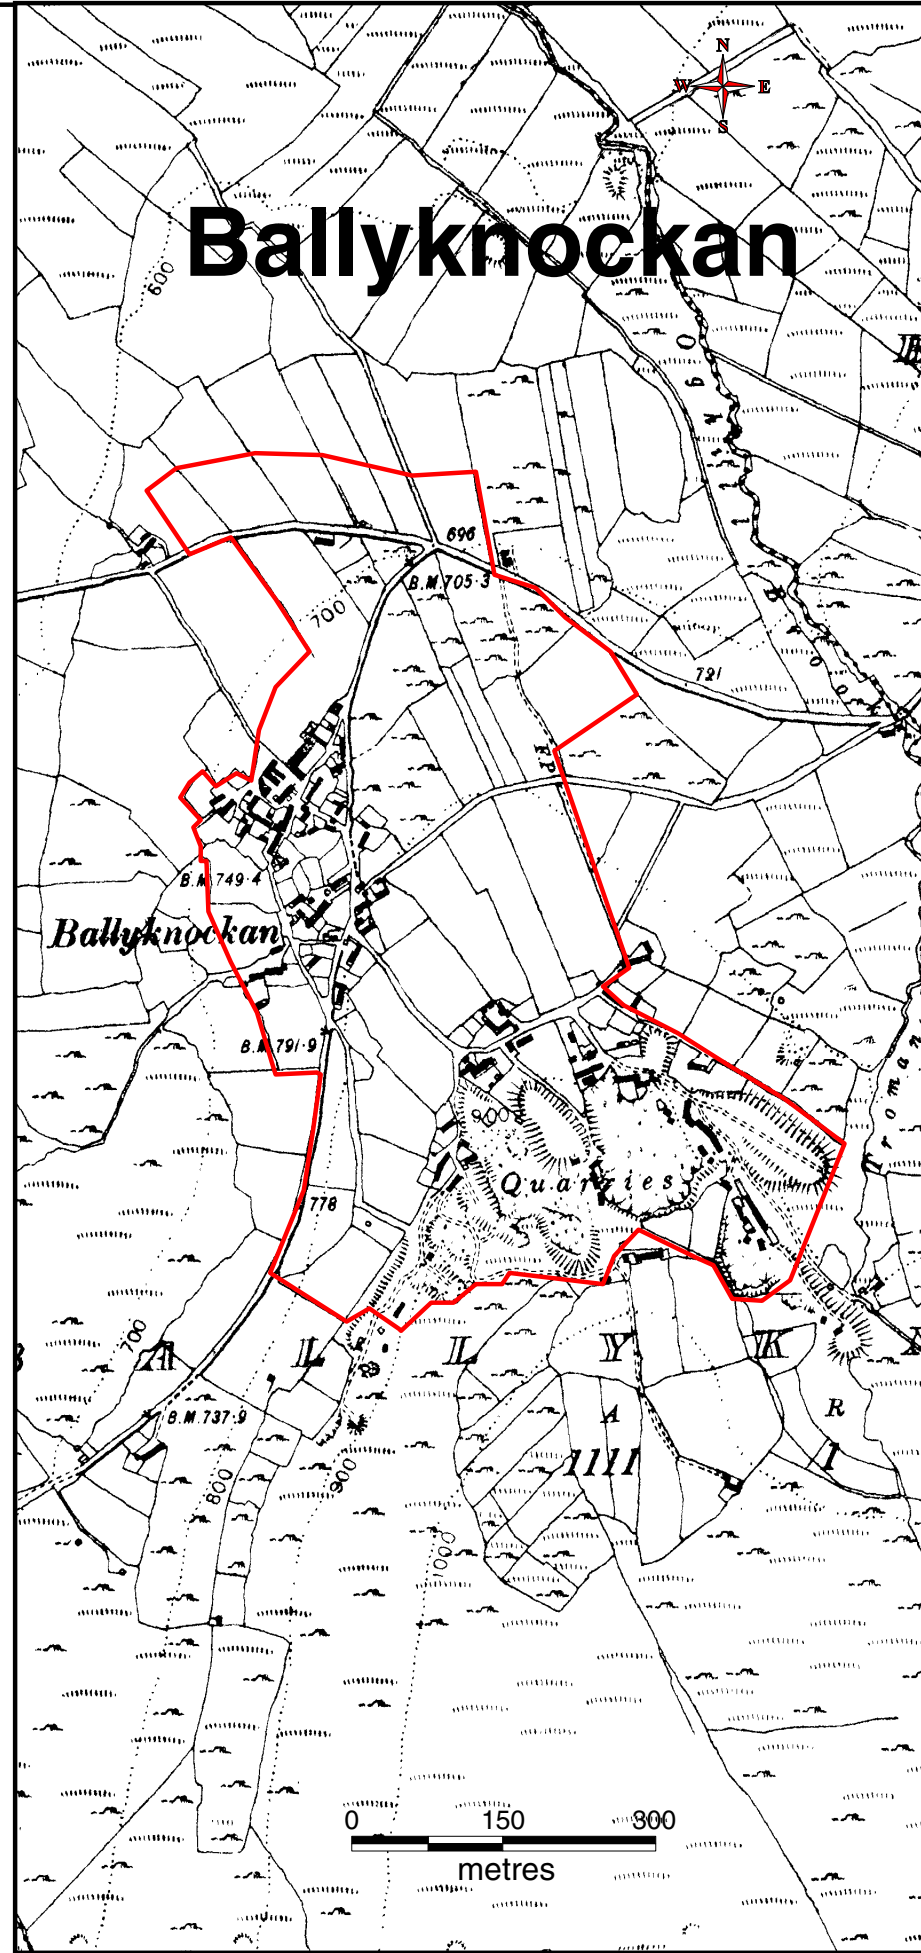 N
W E
S
Ballyknockan
600
696
B.M.705·3
700
721
F.P.
B.M.749·4
Ballyknockan
B.M.791·9
900
Quarries
778
700
A L L Y K
A R
B.M.737·9
800
900
1000
0 150 300
metres